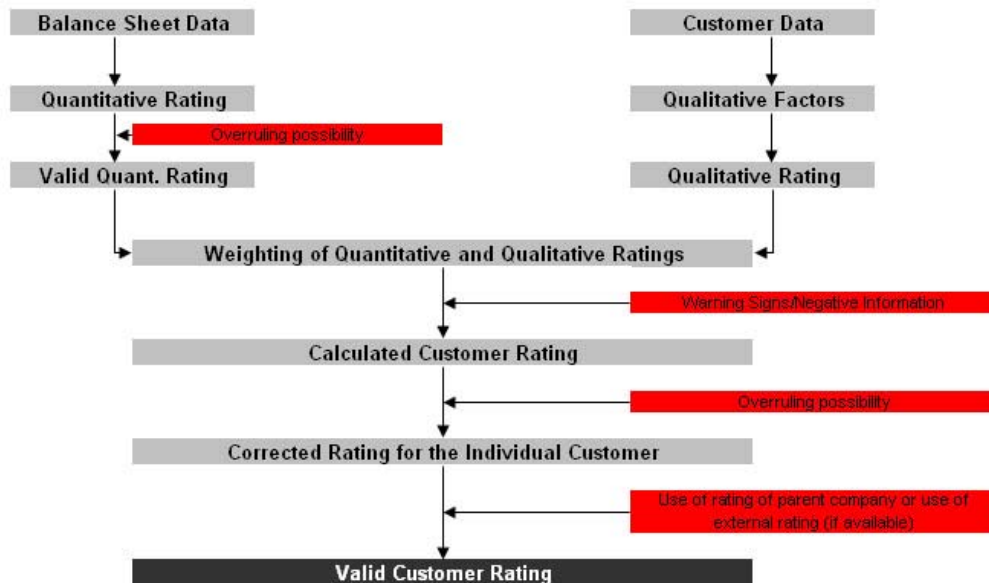 Balance Sheet Data
Customer Data
Quantitative Rating
Qualitative Factors
Overruling possibility
Valid Quant. Rating
Qualitative Rating
Weighting of Quantitative and Qualitative Ratings
Warning Signs/Negative Information
Calculated Customer Rating
Overruling possibility
Corrected Rating for the Individual Customer
Use of rating of parent company or use of
external rating (if available)
Valid Customer Rating